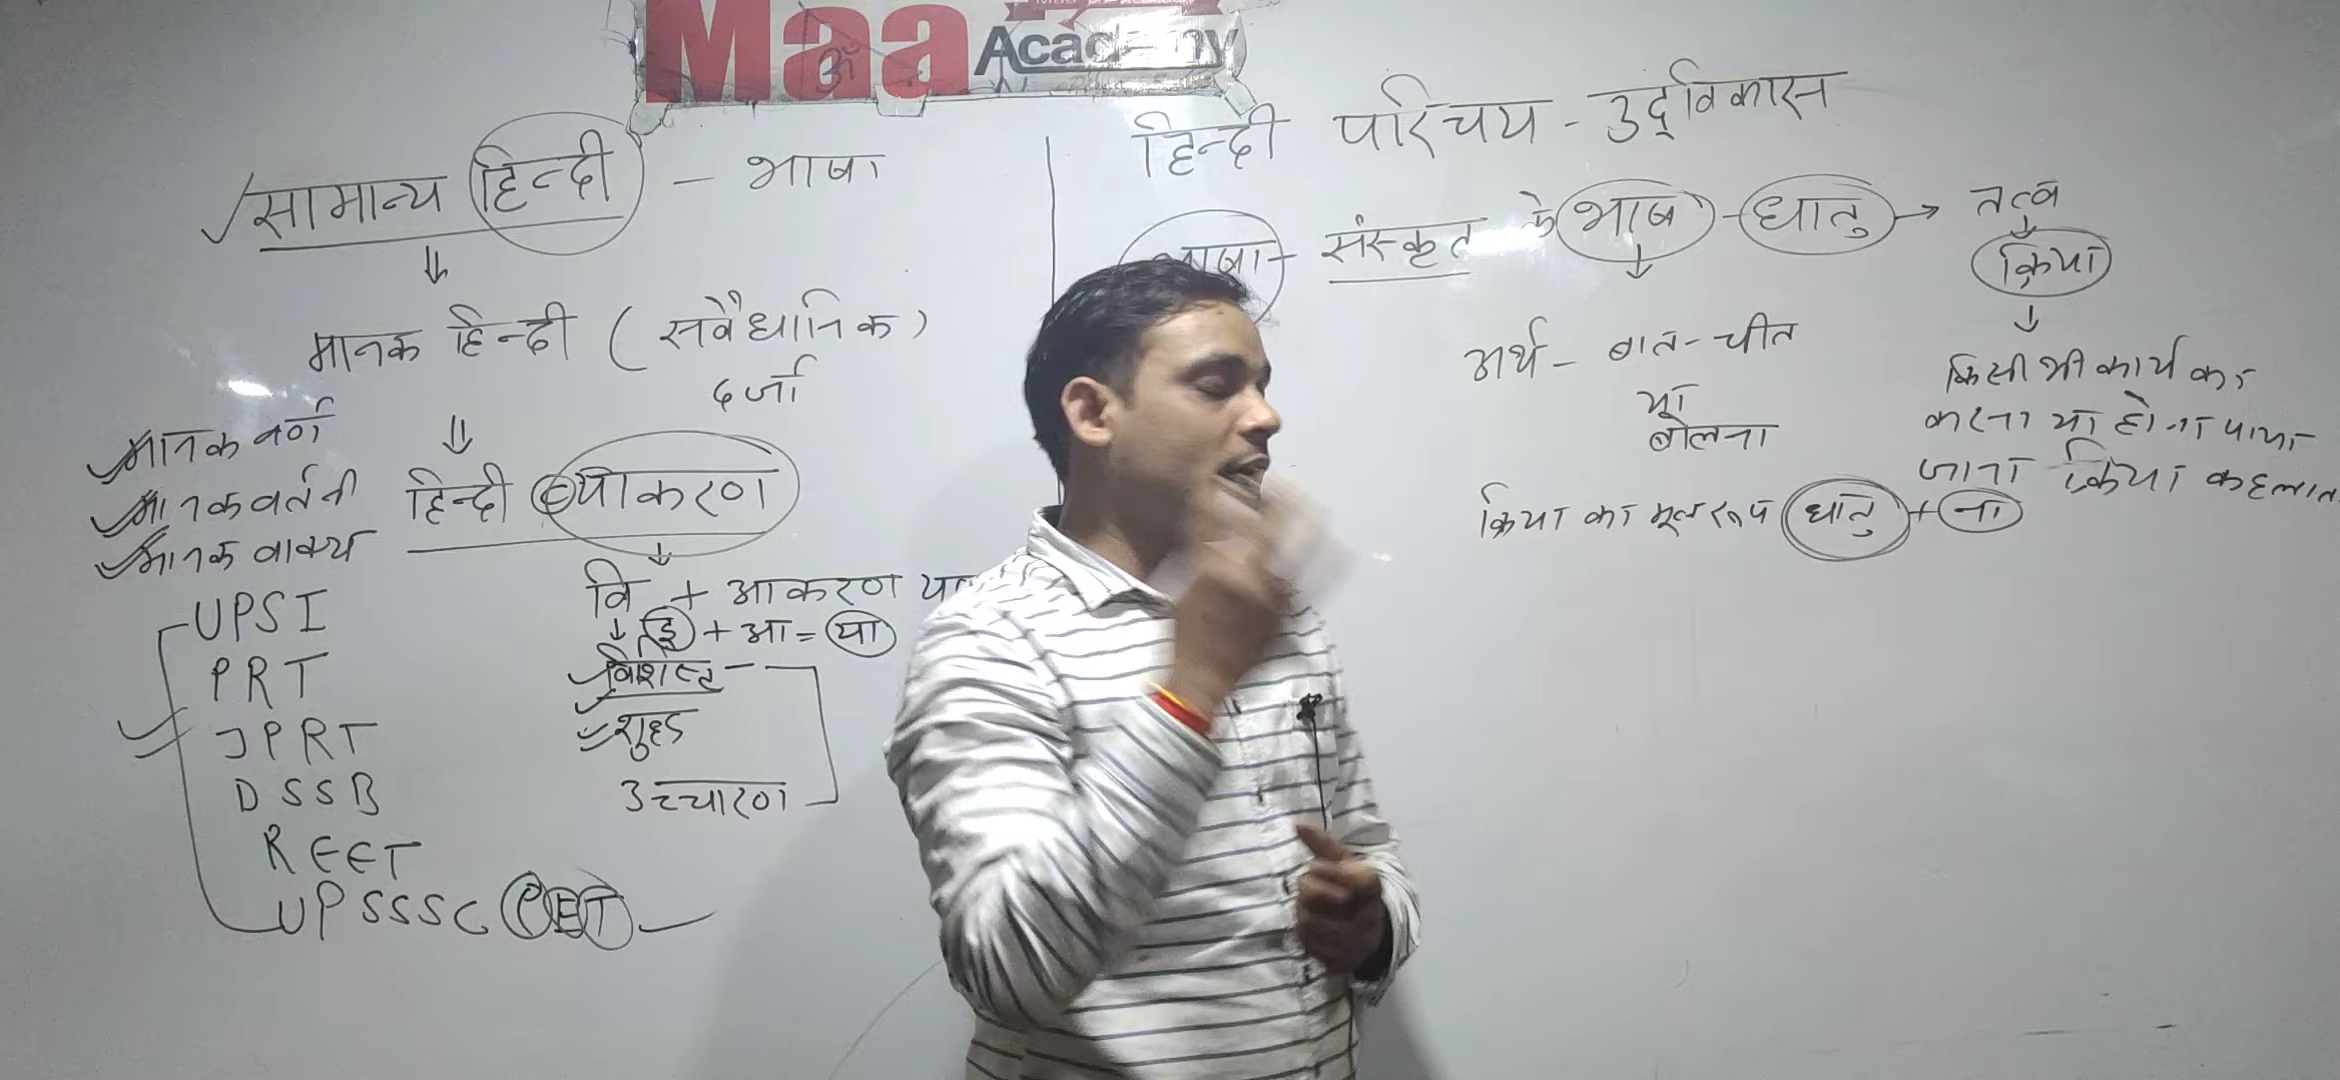 Maa Academy
सामान्य हिन्दी - भाषा
⇓
मानक हिन्दी ( सवैधानिक )
दर्जा
⇓
मानक वर्ण
मानक वर्तनी
मानक वाक्य
हिन्दी व्याकरण
↓
वि + आकरण
↓ इ + आ = या
विशिस्ट -
शुद्ध
उच्चारण
UPSI
PRT
JPRT
DSSB
REET
UPSSSC PET
हिन्दी परिचय - उद्विकास
भाषा - संस्कृत के भाष - धातु → तत्व
↓
क्रिया
↓
अर्थ - बात-चीत
या
बोलना
किसी भी कार्य का
करना या होना पाया
जाना क्रिया कहलात
क्रिया का मूल रूप धातु + ना